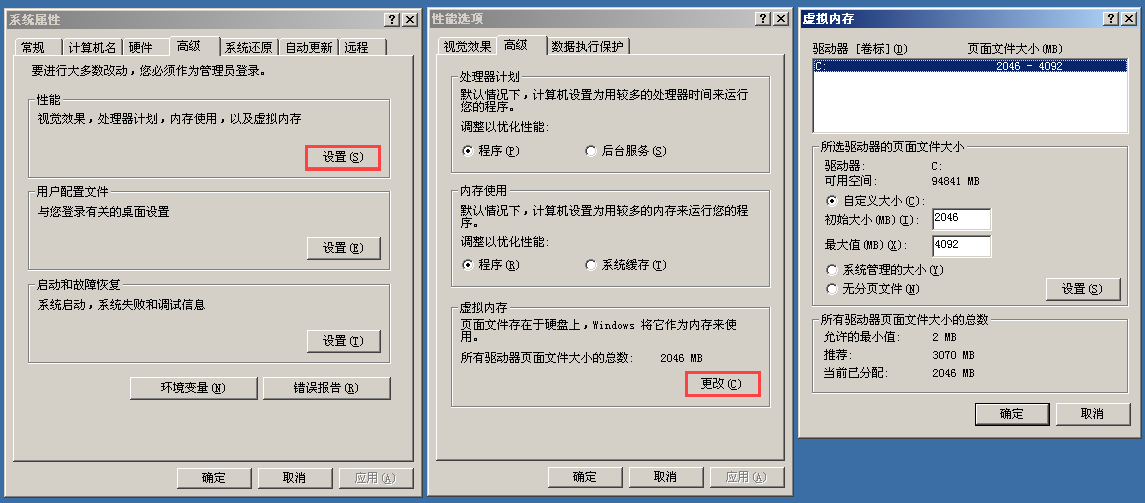 系统属性
常规 计算机名 硬件 高级 系统还原 自动更新 远程
要进行大多数改动，您必须作为管理员登录。
性能
视觉效果，处理器计划，内存使用，以及虚拟内存
设置(S)
用户配置文件
与您登录有关的桌面设置
设置(E)
启动和故障恢复
系统启动，系统失败和调试信息
设置(T)
环境变量(N) 错误报告(R)
确定 取消 应用(A)
性能选项
视觉效果 高级 数据执行保护
处理器计划
默认情况下，计算机设置为用较多的处理器时间来运行
您的程序。
调整以优化性能:
程序(P) 后台服务(S)
内存使用
默认情况下，计算机设置为用较多的内存来运行您的程
序。
调整以优化性能:
程序(R) 系统缓存(T)
虚拟内存
页面文件存在于硬盘上，Windows 将它作为内存来使
用。
所有驱动器页面文件大小的总数: 2046 MB
更改(C)
确定 取消 应用(A)
虚拟内存
驱动器 [卷标](D) 页面文件大小(MB)
C: 2046 - 4092
所选驱动器的页面文件大小
驱动器: C:
可用空间: 94841 MB
自定义大小(C):
初始大小(MB)(I): 2046
最大值(MB)(X): 4092
系统管理的大小(Y)
无分页文件(N) 设置(S)
所有驱动器页面文件大小的总数
允许的最小值: 2 MB
推荐: 3070 MB
当前已分配: 2046 MB
确定 取消